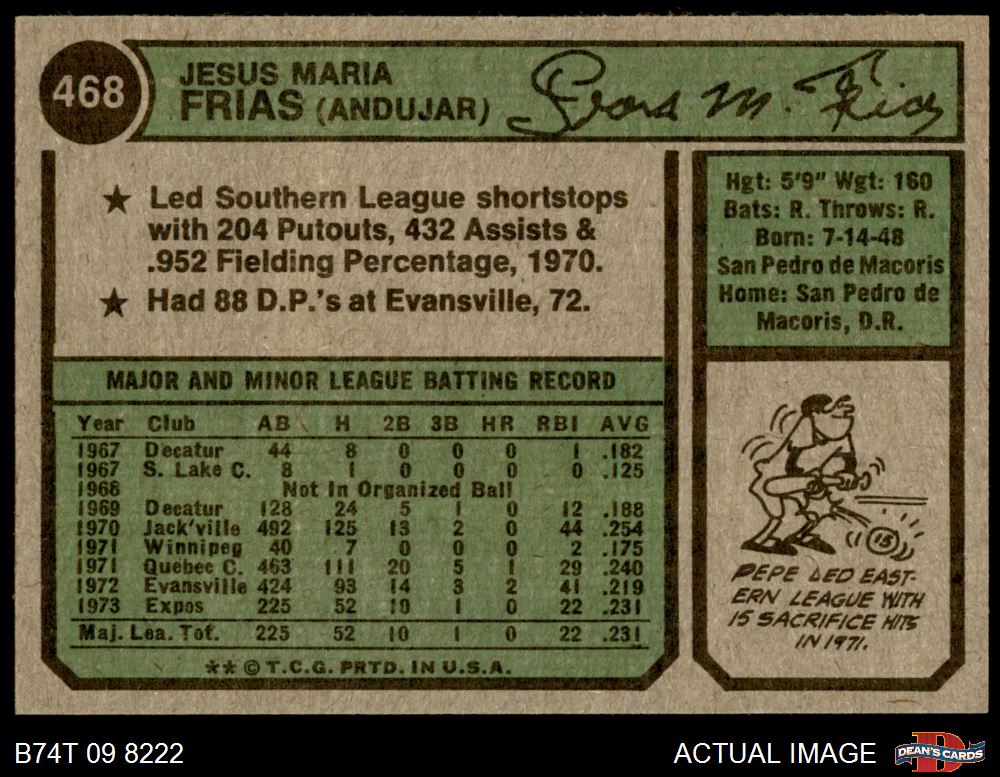 468
JESUS MARIA
FRIAS (ANDUJAR)
Jesus M. Frias
★ Led Southern League shortstops
with 204 Putouts, 432 Assists &
.952 Fielding Percentage, 1970.
★ Had 88 D.P.'s at Evansville, 72.
Hgt: 5'9" Wgt: 160
Bats: R. Throws: R.
Born: 7-14-48
San Pedro de Macoris
Home: San Pedro de
Macoris, D.R.
MAJOR AND MINOR LEAGUE BATTING RECORD
Year Club AB H 2B 3B HR RBI AVG
1967 Decatur 44 8 0 0 0 1 .182
1967 S. Lake C. 8 1 0 0 0 0 .125
1968 Not In Organized Ball
1969 Decatur 128 24 5 1 0 12 .188
1970 Jack'ville 492 125 13 2 0 44 .254
1971 Winnipeg 40 7 0 0 0 2 .175
1971 Quebec C. 463 111 20 5 1 29 .240
1972 Evansville 424 93 14 3 2 41 .219
1973 Expos 225 52 10 1 0 22 .231
Maj. Lea. Tot. 225 52 10 1 0 22 .231
** © T.C.G. PRTD. IN U.S.A.
15
PEPE LED EAST-
ERN LEAGUE WITH
15 SACRIFICE HITS
IN 1971.
B74T 09 8222
ACTUAL IMAGE
D
DEAN'S CARDS